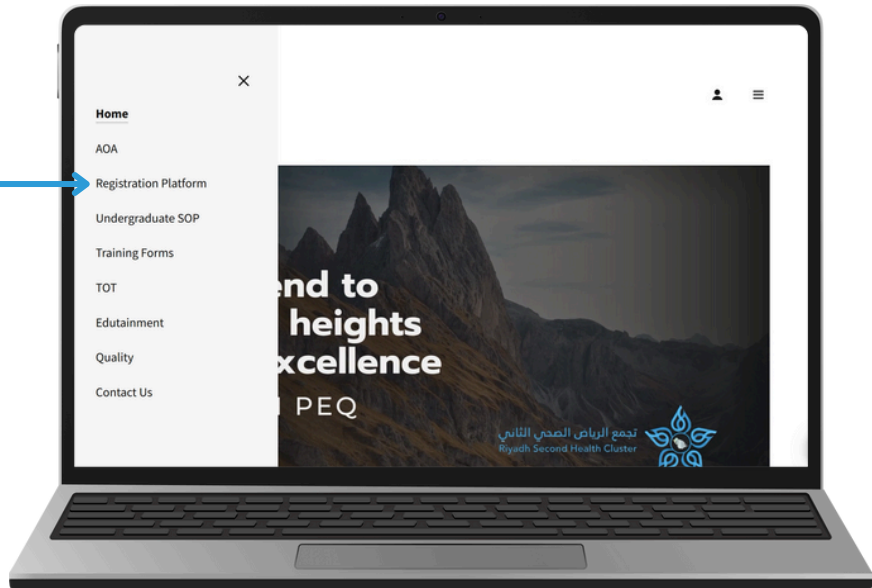 Home
AOA
Registration Platform
Undergraduate SOP
Training Forms
TOT
Edutainment
Quality
Contact Us
end to
heights
xcellence
PEQ
تجمع الرياض الصحي الثاني
Riyadh Second Health Cluster